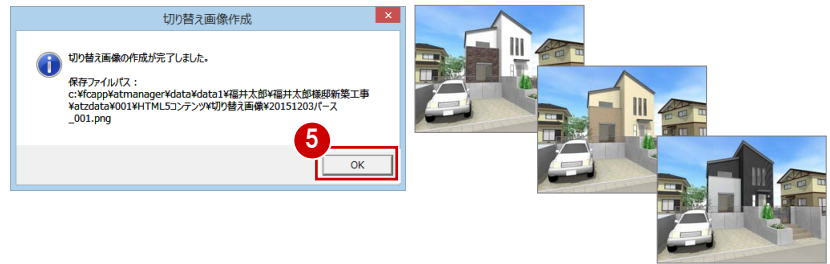 切り替え画像作成
切り替え画像の作成が完了しました。
保存ファイルパス：
c:¥fcapp¥atmanager¥data¥data1¥福井太郎¥福井太郎様邸新築工事
¥atzdata¥001¥HTML5コンテンツ¥切り替え画像¥20151203パース
_001.png
5
OK